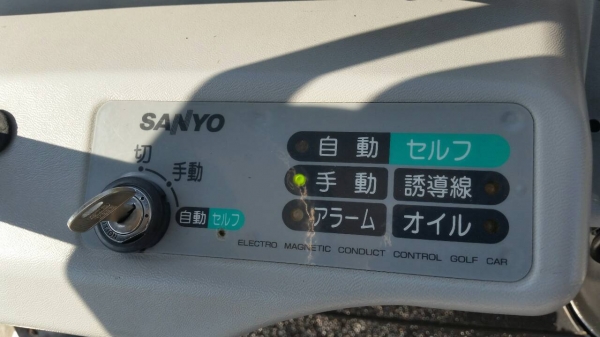 SANYO
切
手動
自動 セルフ
自動 セルフ
手動 誘導線
アラーム オイル
ELECTRO MAGNETIC CONDUCT CONTROL GOLF CAR